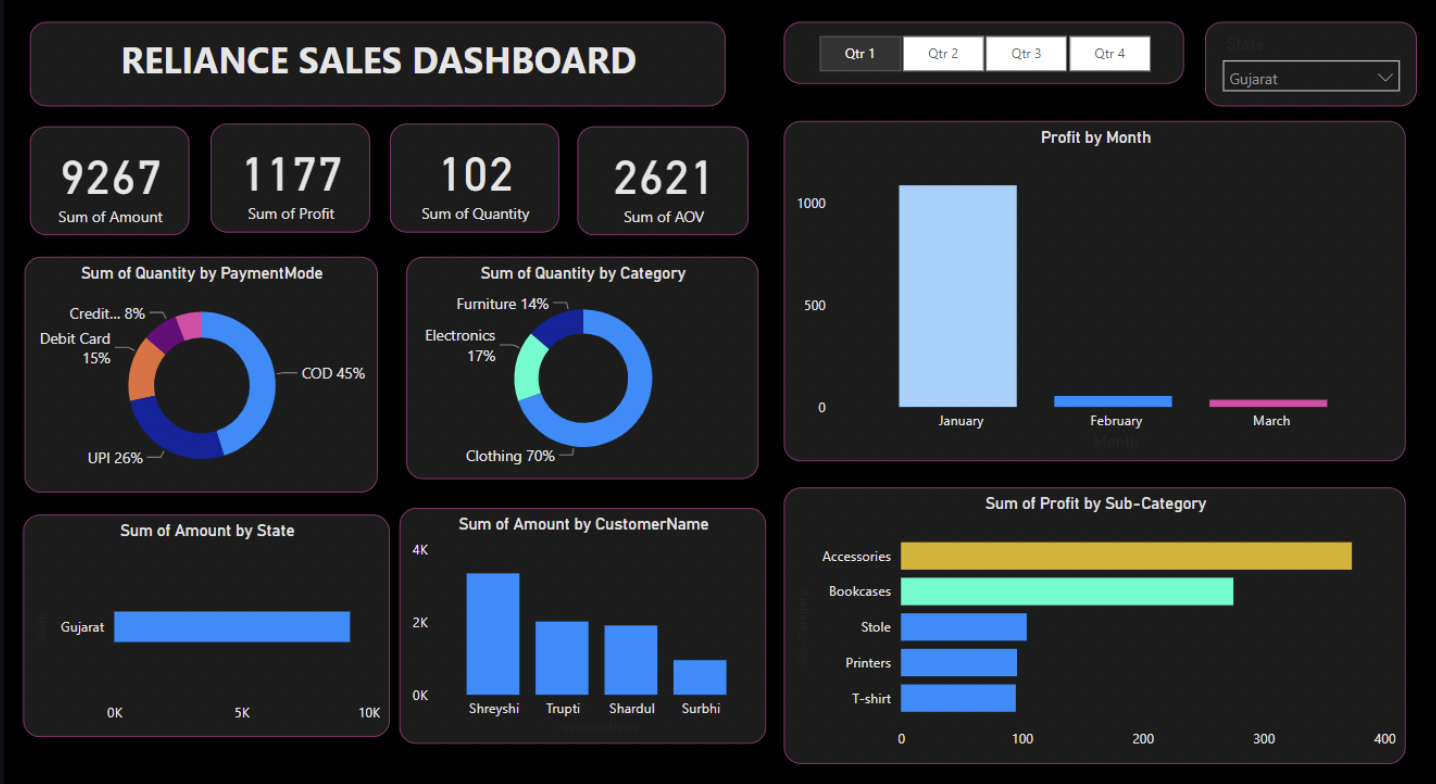 RELIANCE SALES DASHBOARD
Qtr 1
Qtr 2
Qtr 3
Qtr 4
State
Gujarat
9267
Sum of Amount
1177
Sum of Profit
102
Sum of Quantity
2621
Sum of AOV
Profit by Month
1000
500
0
January
February
March
Month
Sum of Quantity by PaymentMode
Credit... 8%
Debit Card
15%
COD 45%
UPI 26%
Sum of Quantity by Category
Furniture 14%
Electronics
17%
Clothing 70%
Sum of Amount by State
State
Gujarat
0K
5K
10K
Sum of Amount by CustomerName
4K
2K
0K
Shreyshi
Trupti
Shardul
Surbhi
CustomerName
Sum of Profit by Sub-Category
Sub-Category
Accessories
Bookcases
Stole
Printers
T-shirt
0
100
200
300
400